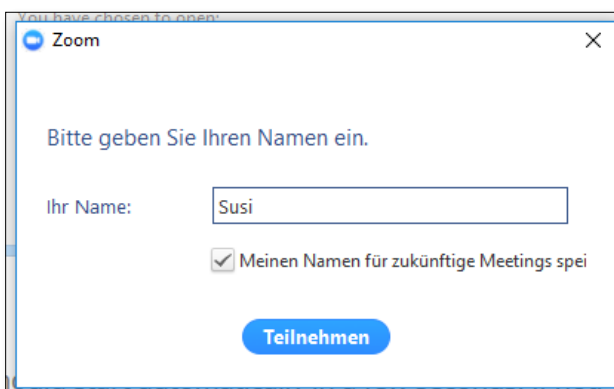 You have chosen to open:
Zoom
Bitte geben Sie Ihren Namen ein.
Ihr Name:
Susi
Meinen Namen für zukünftige Meetings spei
Teilnehmen